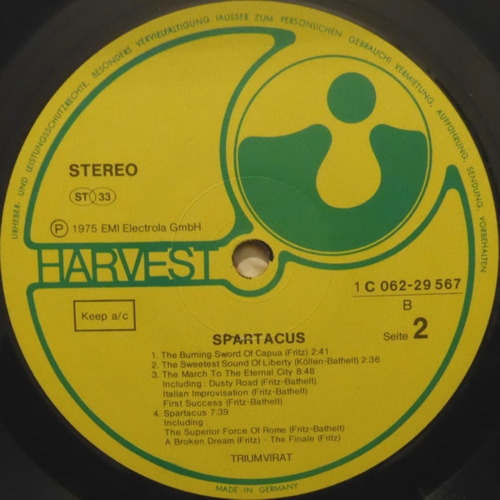 URHEBER- UND LEISTUNGSSCHUTZRECHTE, BESONDERS VERVIELFÄLTIGUNG (AUSSER ZUM PERSÖNLICHEN GEBRAUCH) VERMIETUNG, AUFFÜHRUNG, SENDUNG, VORBEHALTEN
STEREO
ST 33
Ⓟ 1975 EMI Electrola GmbH
HARVEST
1 C 062-29 567
B
Keep a/c
Seite 2
SPARTACUS
1. The Burning Sword Of Capua (Fritz) 2:41
2. The Sweetest Sound Of Liberty (Köllen-Bathelt) 2:36
3. The March To The Eternal City 8:48
Including: Dusty Road (Fritz-Bathelt)
Italian Improvisation (Fritz-Bathelt)
First Success (Fritz-Bathelt)
4. Spartacus 7:39
Including
The Superior Force Of Rome (Fritz-Bathelt)
A Broken Dream (Fritz) - The Finale (Fritz)
TRIUMVIRAT
MADE IN GERMANY